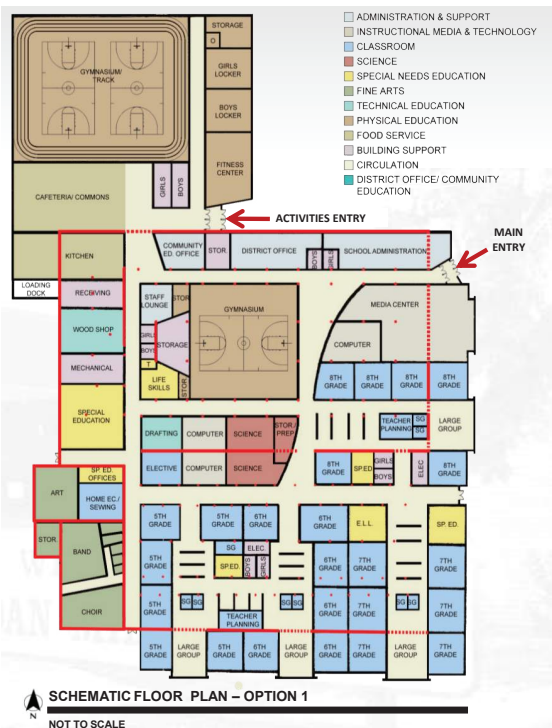 STORAGE
O
GIRLS
LOCKER
BOYS
LOCKER
FITNESS
CENTER
GYMNASIUM/
TRACK
GIRLS
BOYS
CAFETERIA/ COMMONS
ADMINISTRATION & SUPPORT
INSTRUCTIONAL MEDIA & TECHNOLOGY
CLASSROOM
SCIENCE
SPECIAL NEEDS EDUCATION
FINE ARTS
TECHNICAL EDUCATION
PHYSICAL EDUCATION
FOOD SERVICE
BUILDING SUPPORT
CIRCULATION
DISTRICT OFFICE/ COMMUNITY
EDUCATION
ACTIVITIES ENTRY
MAIN
ENTRY
KITCHEN
COMMUNITY
ED. OFFICE
STOR.
DISTRICT OFFICE
BOYS
GIRLS
SCHOOL ADMINISTRATION
LOADING
DOCK
RECEIVING
WOOD SHOP
MECHANICAL
SPECIAL
EDUCATION
STAFF
LOUNGE
STOR
GIRLS
BOYS
T
STORAGE
LIFE
SKILLS
STOR
GYMNASIUM
MEDIA CENTER
COMPUTER
8TH
GRADE
8TH
GRADE
8TH
GRADE
8TH
GRADE
DRAFTING
COMPUTER
SCIENCE
STOR./
PREP
TEACHER
PLANNING
SG
SG
LARGE
GROUP
ELECTIVE
COMPUTER
SCIENCE
8TH
GRADE
SP.ED
GIRLS
BOYS
ELEC
8TH
GRADE
ART
SP. ED.
OFFICES
HOME EC./
SEWING
STOR.
BAND
CHOIR
5TH
GRADE
5TH
GRADE
6TH
GRADE
6TH
GRADE
E.L.L.
SP. ED.
5TH
GRADE
SG
ELEC.
SP.ED.
BOYS
GIRLS
6TH
GRADE
7TH
GRADE
7TH
GRADE
5TH
GRADE
SG
SG
TEACHER
PLANNING
SG
SG
6TH
GRADE
7TH
GRADE
SG
SG
7TH
GRADE
5TH
GRADE
LARGE
GROUP
5TH
GRADE
6TH
GRADE
LARGE
GROUP
6TH
GRADE
7TH
GRADE
LARGE
GROUP
7TH
GRADE
N
SCHEMATIC FLOOR PLAN – OPTION 1
NOT TO SCALE